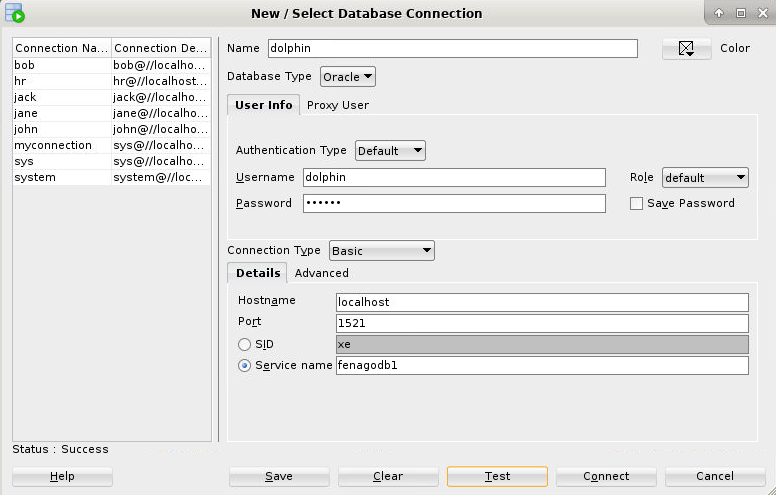 New / Select Database Connection
Connection Na... Connection De...
bob bob@//localho...
hr hr@//localhost...
jack jack@//localho...
jane jane@//localho...
john john@//localho...
myconnection sys@//localho...
sys sys@//localho...
system system@//loc...
Name dolphin Color
Database Type Oracle
User Info Proxy User
Authentication Type Default
Username dolphin Role default
Password •••••• Save Password
Connection Type Basic
Details Advanced
Hostname localhost
Port 1521
SID xe
Service name fenagodb1
Status : Success
Help Save Clear Test Connect Cancel